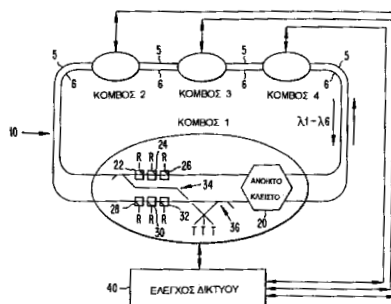 5 5 5 5
6 6 6 6
ΚΟΜΒΟΣ 2 ΚΟΜΒΟΣ 3 ΚΟΜΒΟΣ 4
ΚΟΜΒΟΣ 1
λ1-λ6
10
24
22 R R R 26
34
ΑΝΟΙΚΤΟ
ΚΛΕΙΣΤΟ
28 R R R 32
30
T T T
36
20
40
ΕΛΕΓΧΟΣ ΔΙΚΤΥΟΥ